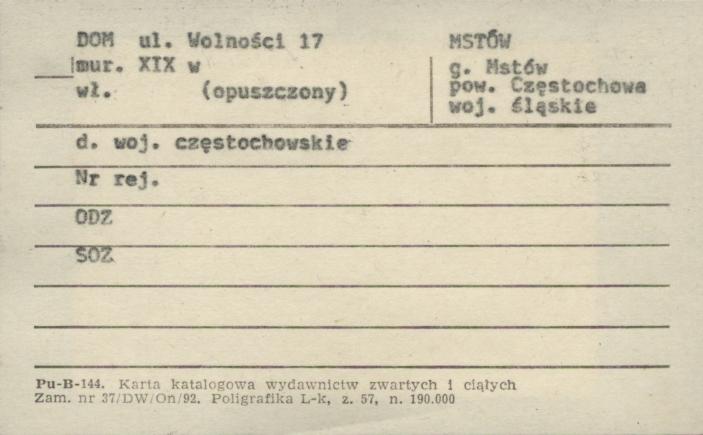 DOM ul. Wolności 17
mur. XIX w
wł. (opuszczony)
MSTÓW
g. Mstów
pow. Częstochowa
woj. śląskie
d. woj. częstochowskie
Nr rej.
ODZ
SOZ
Pu-B-144. Karta katalogowa wydawnictw zwartych i ciąłych
Zam. nr 37/DW/On/92. Poligrafika L-k, z. 57, n. 190.000